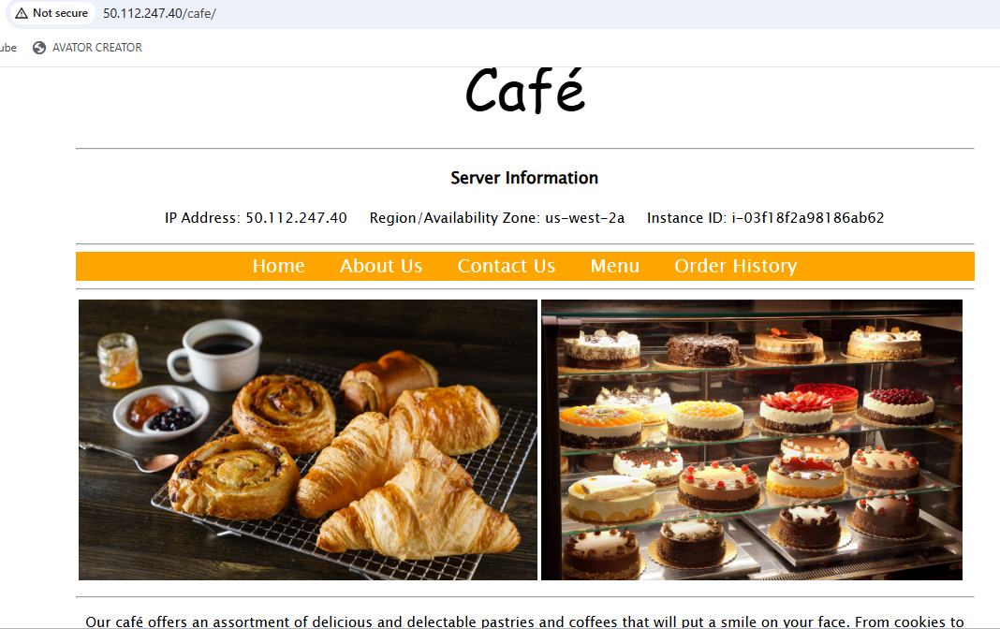 Not secure 50.112.247.40/cafe/
ube AVATOR CREATOR
Café
Server Information
IP Address: 50.112.247.40 Region/Availability Zone: us-west-2a Instance ID: i-03f18f2a98186ab62
Home About Us Contact Us Menu Order History
Our café offers an assortment of delicious and delectable pastries and coffees that will put a smile on your face. From cookies to